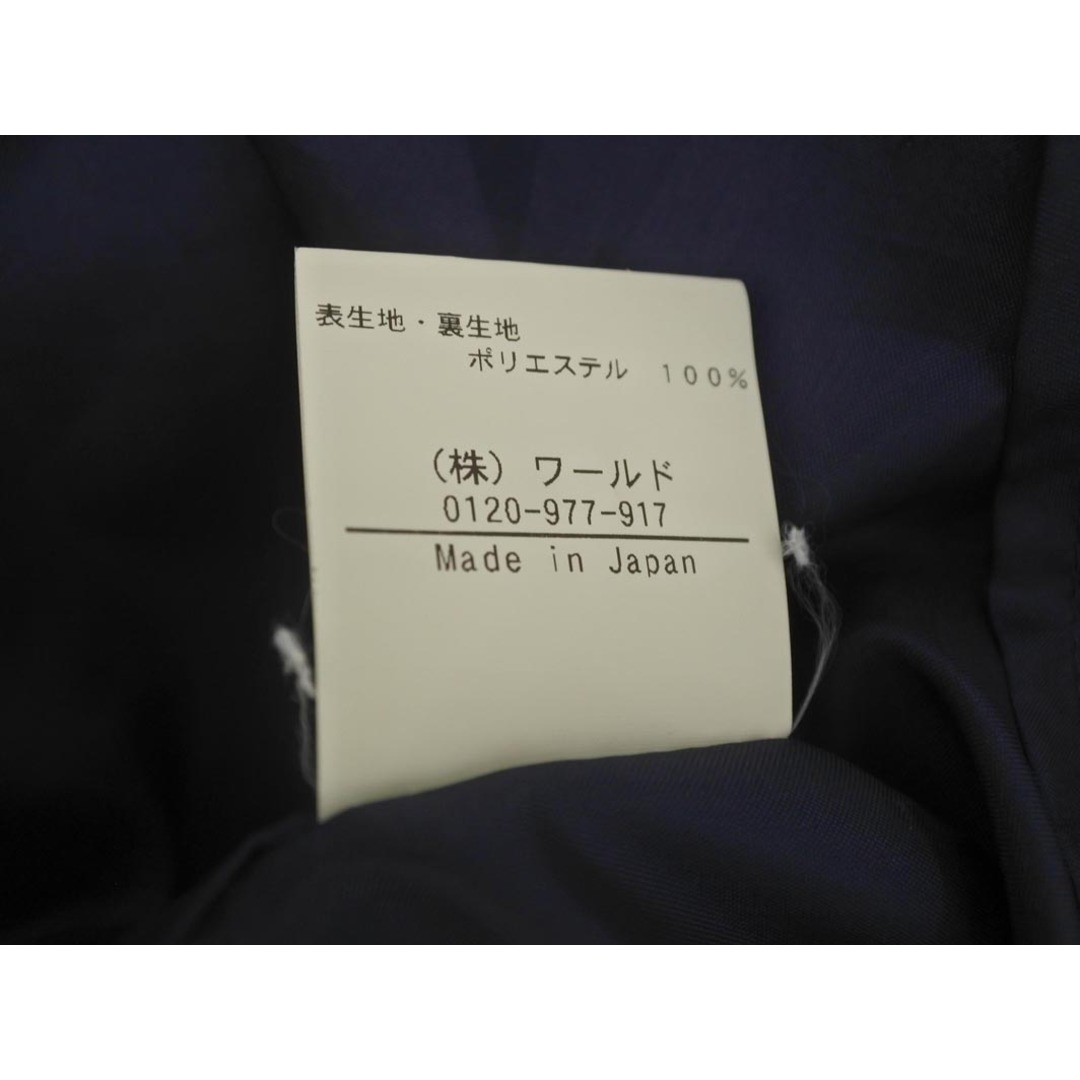 表生地・裏生地
ポリエステル 100%
(株) ワールド
0120-977-917
Made in Japan